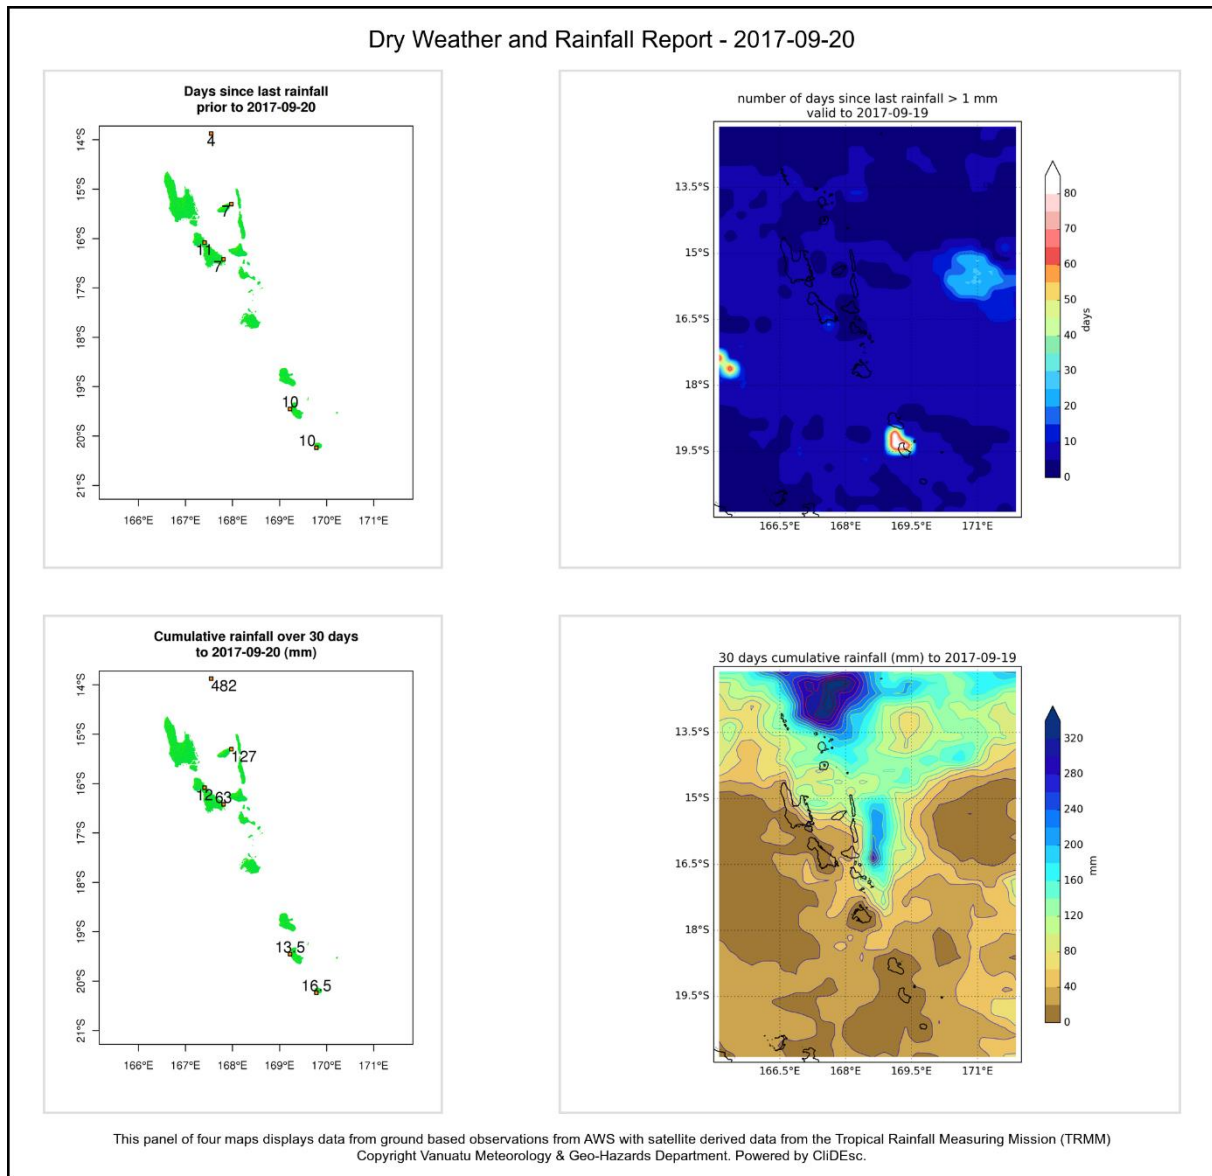 Dry Weather and Rainfall Report - 2017-09-20
Days since last rainfall
prior to 2017-09-20
14°S
15°S
16°S
17°S
18°S
19°S
20°S
21°S
4
7
11
7
10
10
166°E 167°E 168°E 169°E 170°E 171°E
number of days since last rainfall > 1 mm
valid to 2017-09-19
13.5°S
15°S
16.5°S
18°S
19.5°S
166.5°E 168°E 169.5°E 171°E
80
70
60
50
40
30
20
10
0
days
Cumulative rainfall over 30 days
to 2017-09-20 (mm)
14°S
15°S
16°S
17°S
18°S
19°S
20°S
21°S
482
127
12 63
13.5
16.5
166°E 167°E 168°E 169°E 170°E 171°E
30 days cumulative rainfall (mm) to 2017-09-19
13.5°S
15°S
16.5°S
18°S
19.5°S
166.5°E 168°E 169.5°E 171°E
320
280
240
200
160
120
80
40
0
mm
This panel of four maps displays data from ground based observations from AWS with satellite derived data from the Tropical Rainfall Measuring Mission (TRMM)
Copyright Vanuatu Meteorology & Geo-Hazards Department. Powered by CliDEsc.